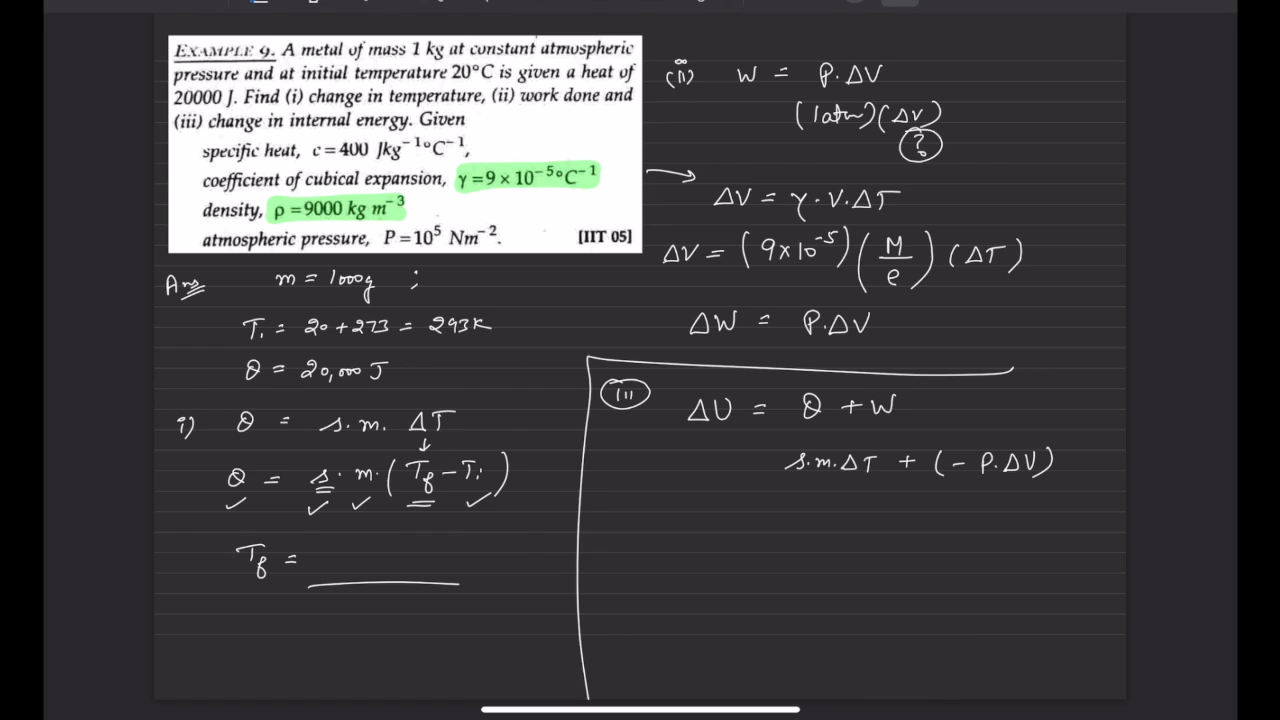 EXAMPLE 9. A metal of mass 1 kg at constant atmospheric
pressure and at initial temperature 20°C is given a heat of
20000 J. Find (i) change in temperature, (ii) work done and
(iii) change in internal energy. Given
specific heat, c = 400 Jkg⁻¹°C⁻¹,
coefficient of cubical expansion, γ = 9 × 10⁻⁵°C⁻¹
density, ρ = 9000 kg m⁻³
atmospheric pressure, P = 10⁵ Nm⁻².
[IIT 05]
Ans m = 1000g ;
T₁ = 20 + 273 = 293K
Q = 20,000 J
i) Q = s. m. ΔT
Q = s. m. (Tf - Ti)
Tf =
(ii) W = P. ΔV
(1atm) (ΔV)
?
ΔV = γ. V. ΔT
ΔV = (9×10⁻⁵) (M/ρ) (ΔT)
ΔW = P.ΔV
(iii) ΔU = Q + W
s.m.ΔT + (- P.ΔV)